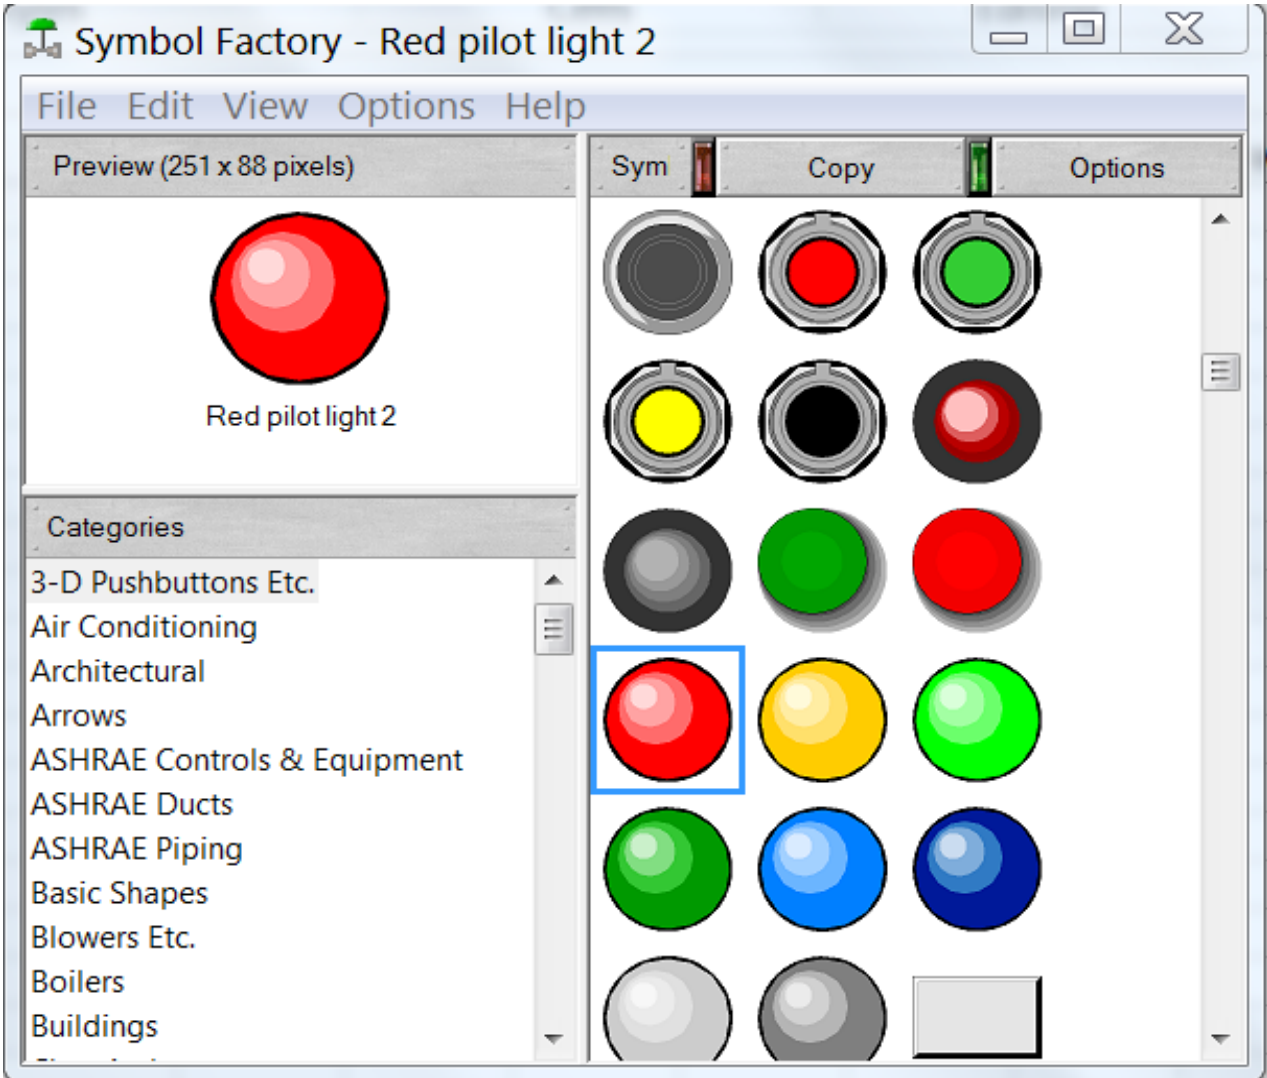 Symbol Factory - Red pilot light 2
File Edit View Options Help
Preview (251 x 88 pixels)
Sym Copy Options
Red pilot light 2
Categories
3-D Pushbuttons Etc.
Air Conditioning
Architectural
Arrows
ASHRAE Controls & Equipment
ASHRAE Ducts
ASHRAE Piping
Basic Shapes
Blowers Etc.
Boilers
Buildings